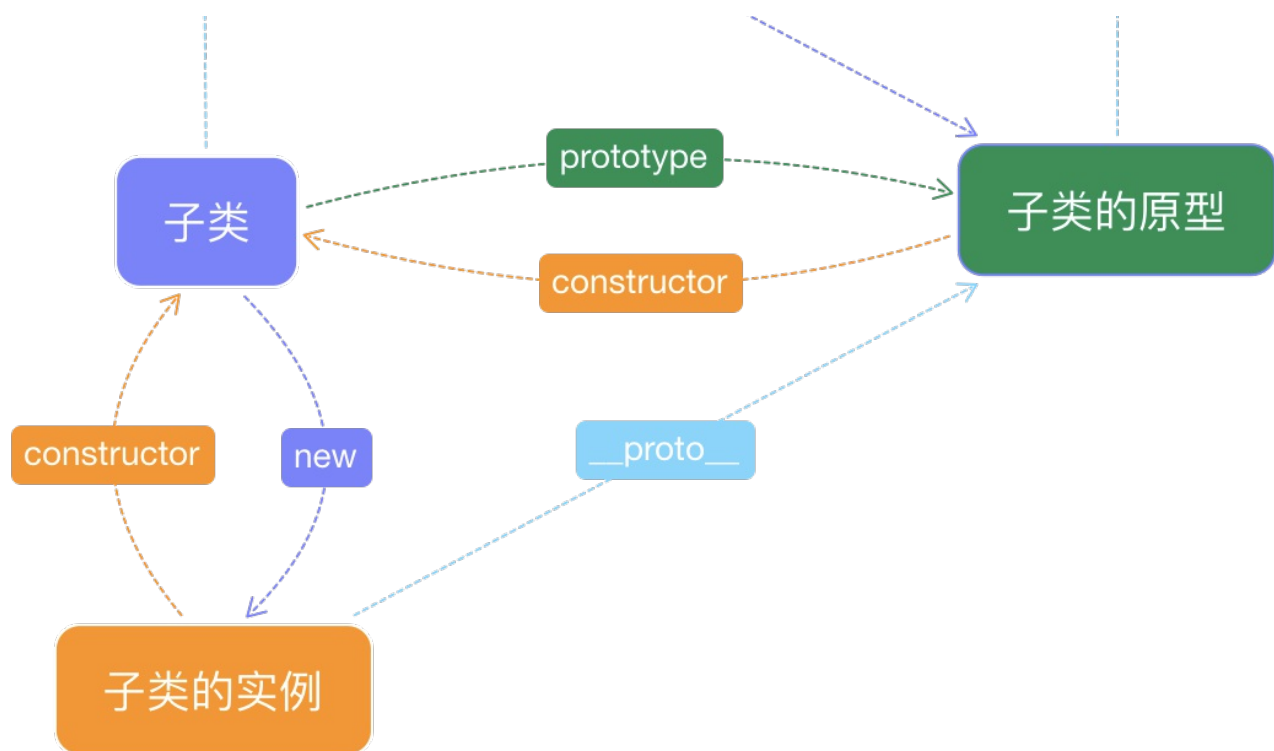 prototype
子类
子类的原型
constructor
constructor
new
__proto__
子类的实例